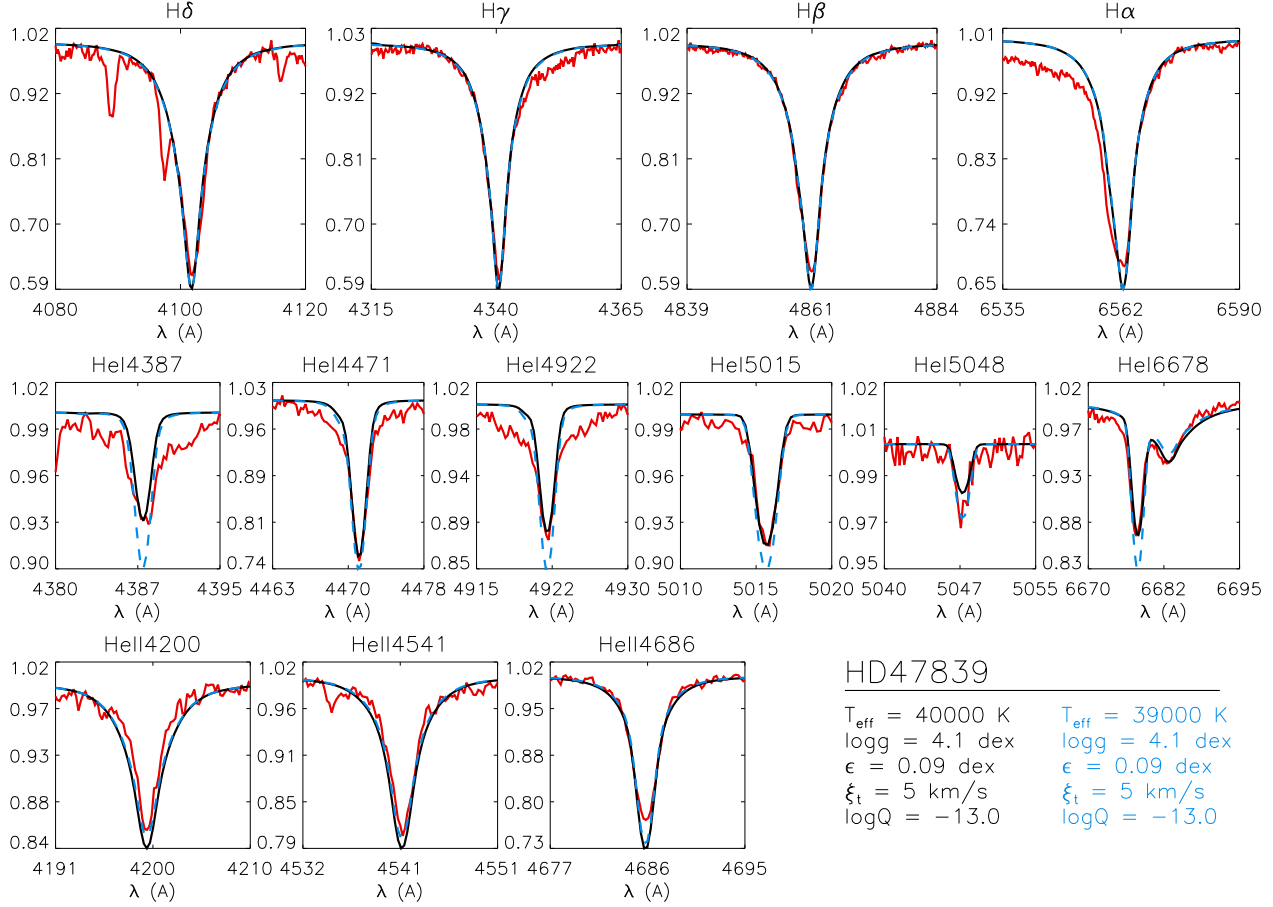 Hδ Hγ Hβ Hα
1.02 1.03 1.02 1.01
0.92 0.92 0.92 0.92
0.81 0.81 0.81 0.83
0.70 0.70 0.70 0.74
0.59 0.59 0.59 0.65
4080 4100 4120 4315 4340 4365 4839 4861 4884 6535 6562 6590
λ (A) λ (A) λ (A) λ (A)
HeI4387 HeI4471 HeI4922 HeI5015 HeI5048 HeI6678
1.02 1.03 1.02 1.02 1.02 1.02
0.99 0.96 0.98 0.99 1.01 0.97
0.96 0.89 0.94 0.96 0.99 0.93
0.93 0.81 0.89 0.93 0.97 0.88
0.90 0.74 0.85 0.90 0.95 0.83
4380 4387 4395 4463 4470 4478 4915 4922 4930 5010 5015 5020 5040 5047 5055 6670 6682 6695
λ (A) λ (A) λ (A) λ (A) λ (A) λ (A)
HeII4200 HeII4541 HeII4686
1.02 1.02 1.02
0.97 0.96 0.95
0.93 0.91 0.88
0.88 0.85 0.80
0.84 0.79 0.73
4191 4200 4210 4532 4541 4551 4677 4686 4695
λ (A) λ (A) λ (A)
HD47839
T_eff = 40000 K T_eff = 39000 K
logg = 4.1 dex logg = 4.1 dex
ϵ = 0.09 dex ϵ = 0.09 dex
ξ_t = 5 km/s ξ_t = 5 km/s
logQ = −13.0 logQ = −13.0